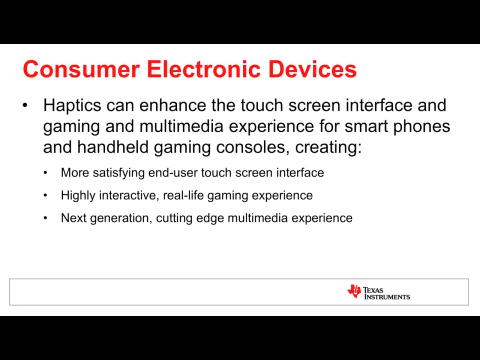 Consumer Electronic Devices
• Haptics can enhance the touch screen interface and
gaming and multimedia experience for smart phones
and handheld gaming consoles, creating:
• More satisfying end-user touch screen interface
• Highly interactive, real-life gaming experience
• Next generation, cutting edge multimedia experience
TEXAS
INSTRUMENTS